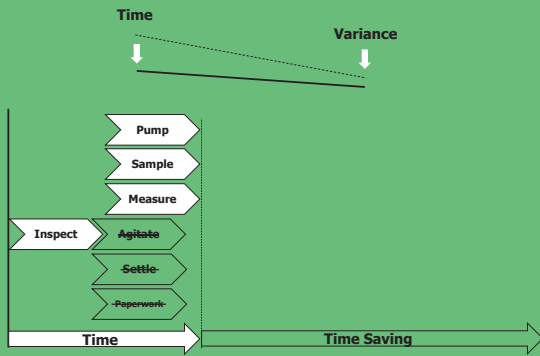 Time
Variance
Pump
Sample
Measure
Inspect
Agitate
Settle
Paperwork
Time
Time Saving